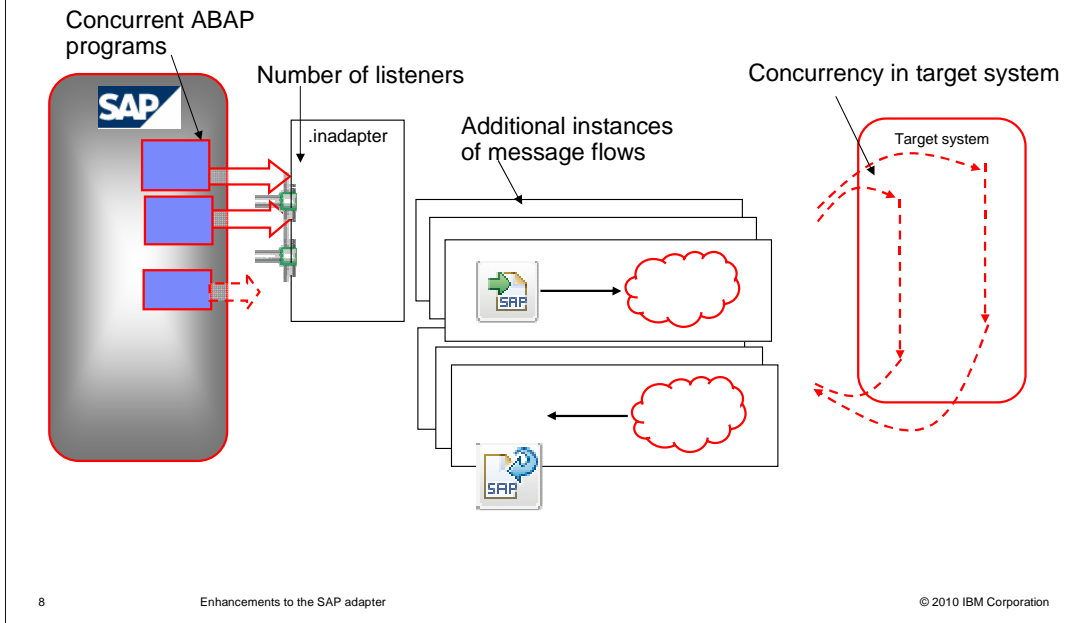 Concurrent ABAP
programs
Number of listeners
Concurrency in target system
SAP
.inadapter
Additional instances
of message flows
Target system
SAP
SAP
8
Enhancements to the SAP adapter
© 2010 IBM Corporation